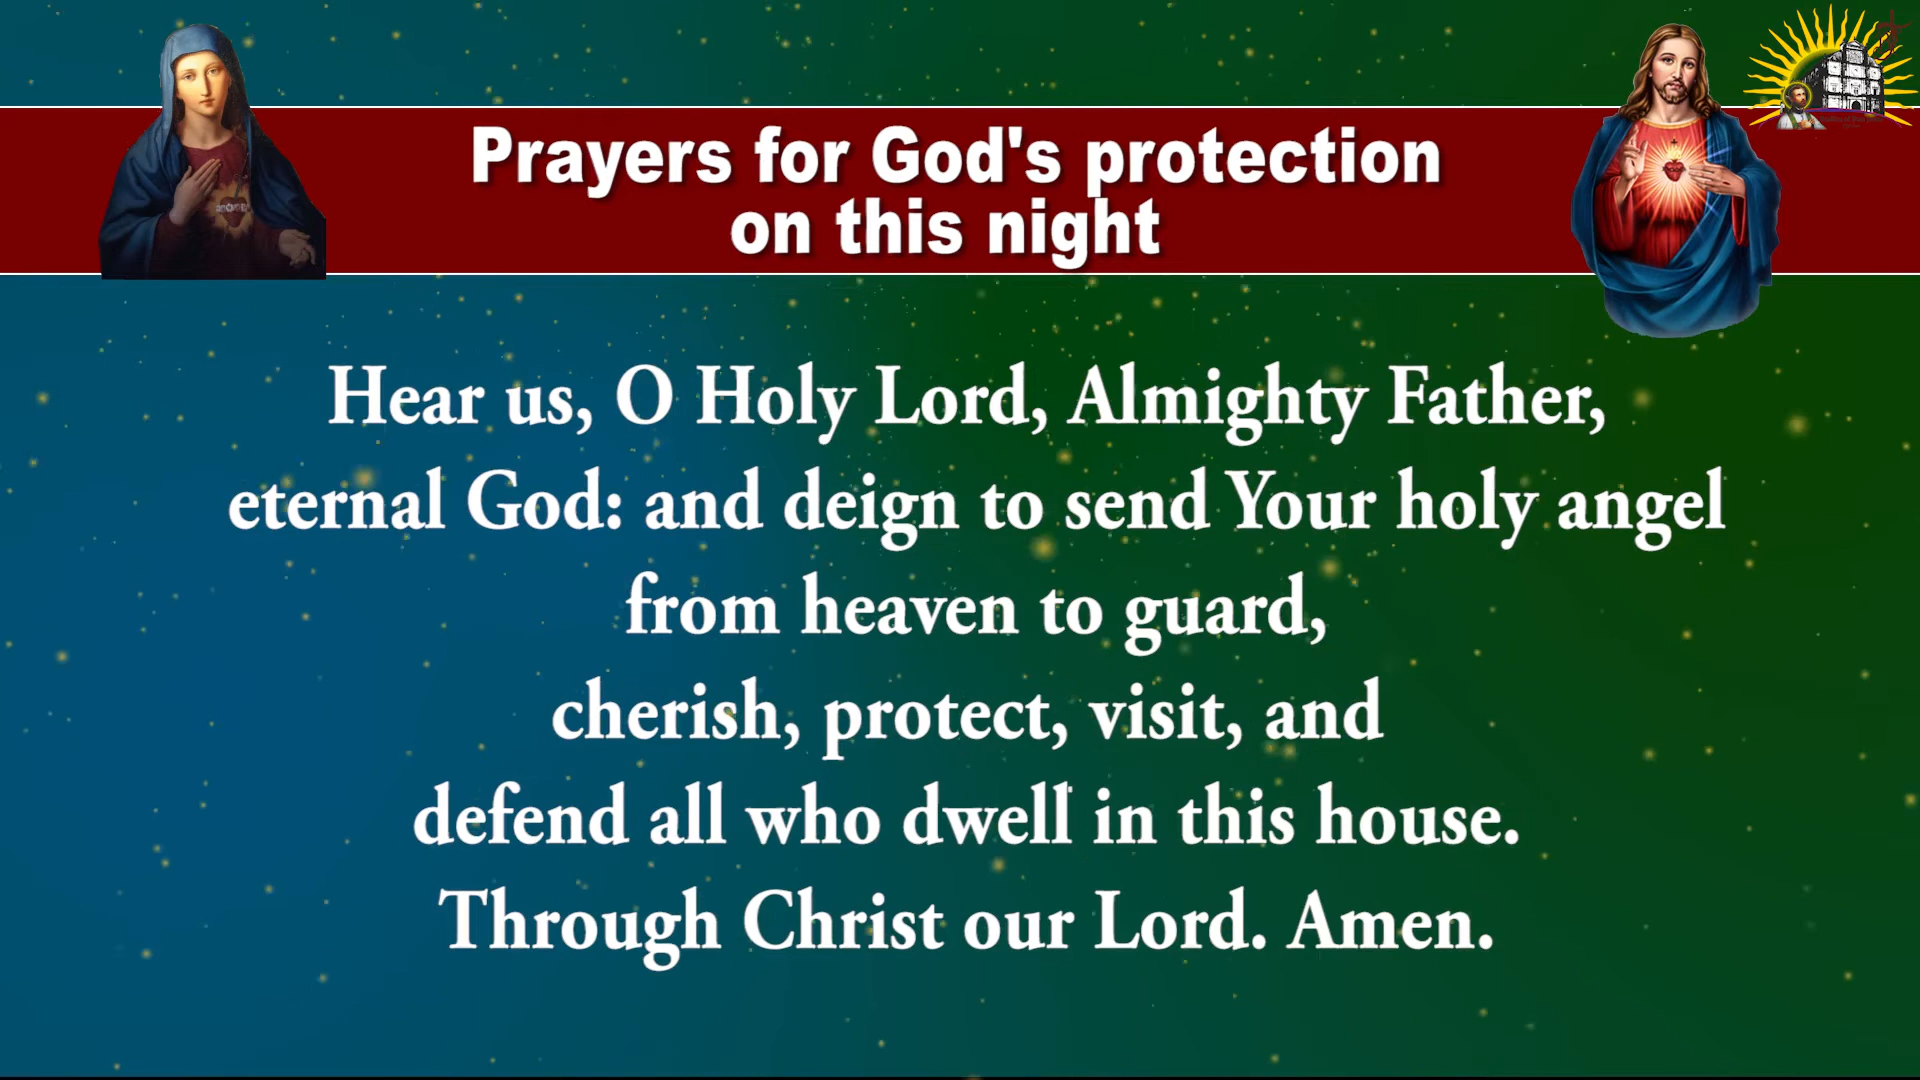 Prayers for God's protection
on this night
Hear us, O Holy Lord, Almighty Father,
eternal God: and deign to send Your holy angel
from heaven to guard,
cherish, protect, visit, and
defend all who dwell in this house.
Through Christ our Lord. Amen.